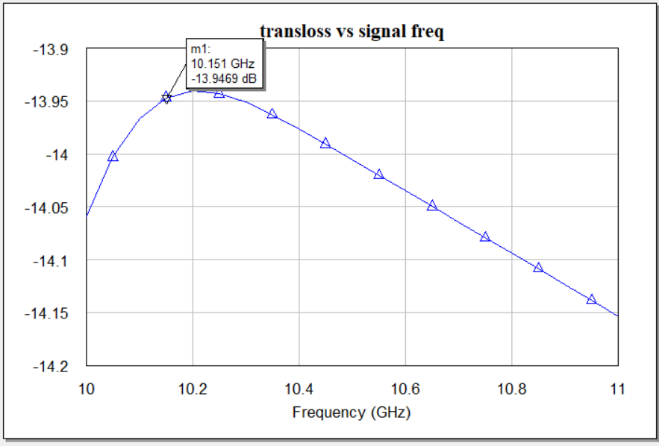 transloss vs signal freq
m1:
10.151 GHz
-13.9469 dB
-13.9
-13.95
-14
-14.05
-14.1
-14.15
-14.2
10 10.2 10.4 10.6 10.8 11
Frequency (GHz)